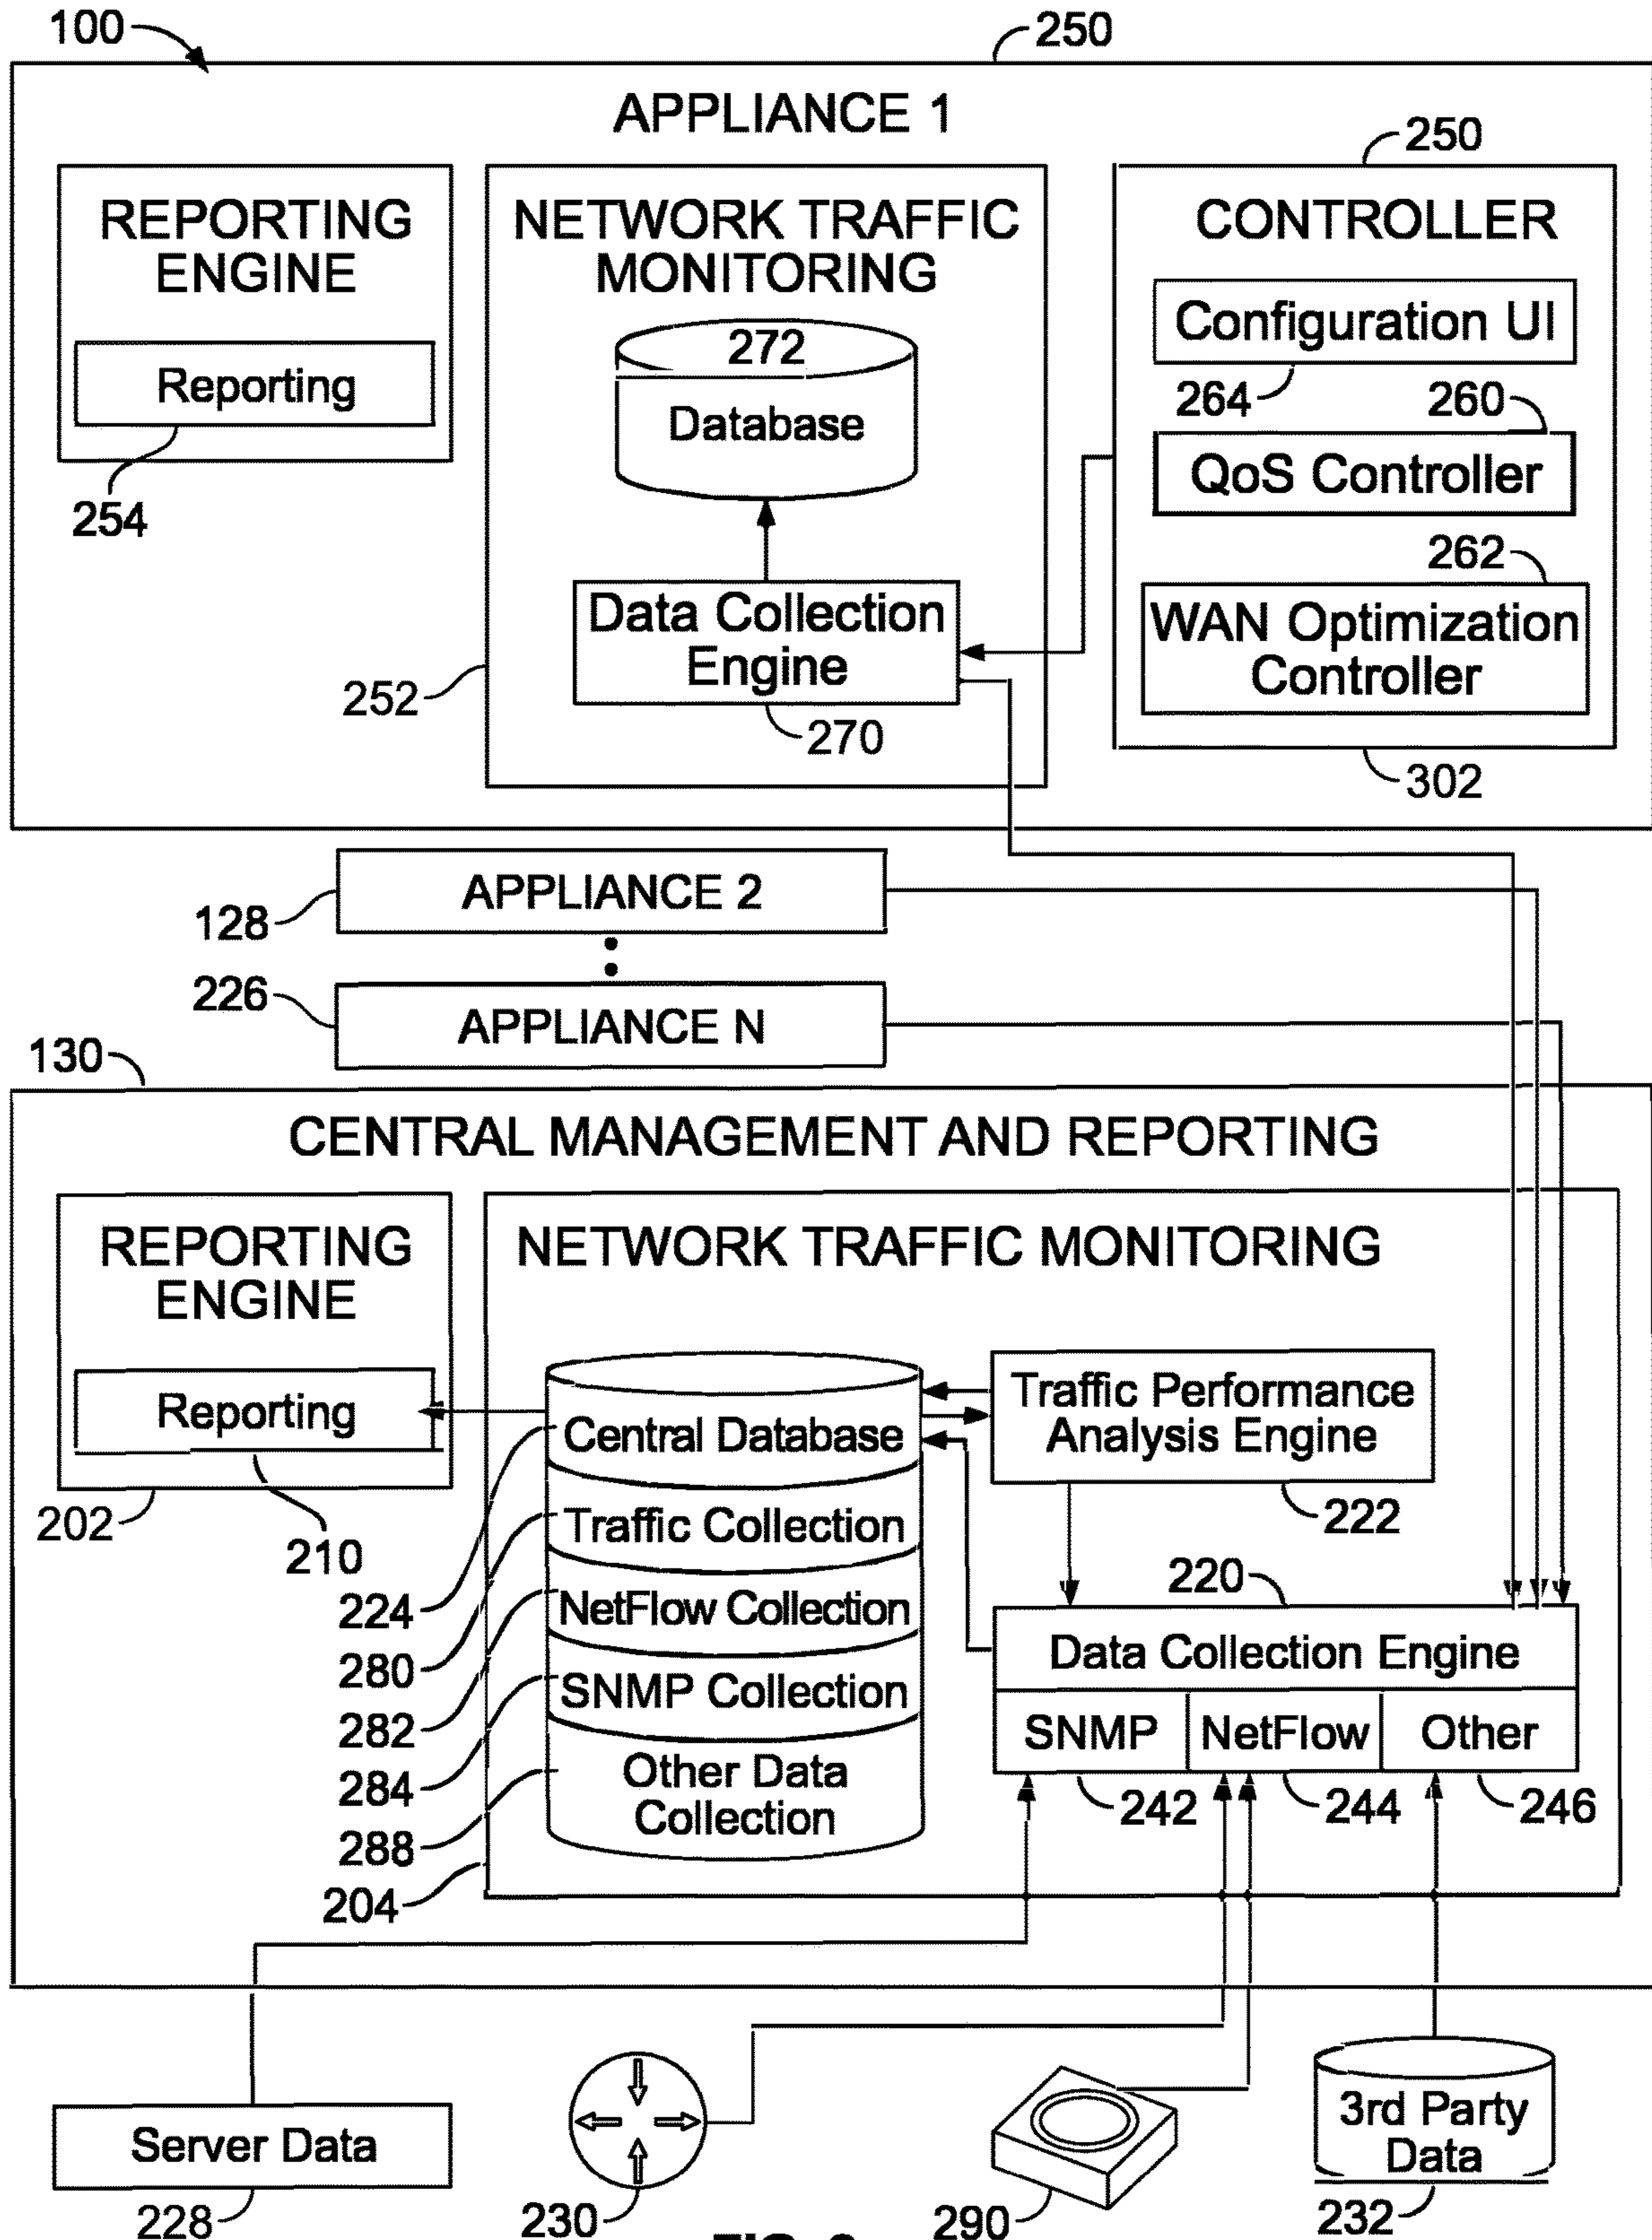 100
250
APPLIANCE 1
250
REPORTING
ENGINE
Reporting
254
NETWORK TRAFFIC
MONITORING
272
Database
Data Collection
Engine
252
270
CONTROLLER
Configuration UI
264
260
QoS Controller
262
WAN Optimization
Controller
302
APPLIANCE 2
128
226
APPLIANCE N
130
CENTRAL MANAGEMENT AND REPORTING
REPORTING
ENGINE
Reporting
202
210
NETWORK TRAFFIC MONITORING
Central Database
Traffic Collection
NetFlow Collection
SNMP Collection
Other Data
Collection
224
280
282
284
288
204
Traffic Performance
Analysis Engine
222
220
Data Collection Engine
SNMP
NetFlow
Other
242
244
246
Server Data
228
230
290
3rd Party
Data
232